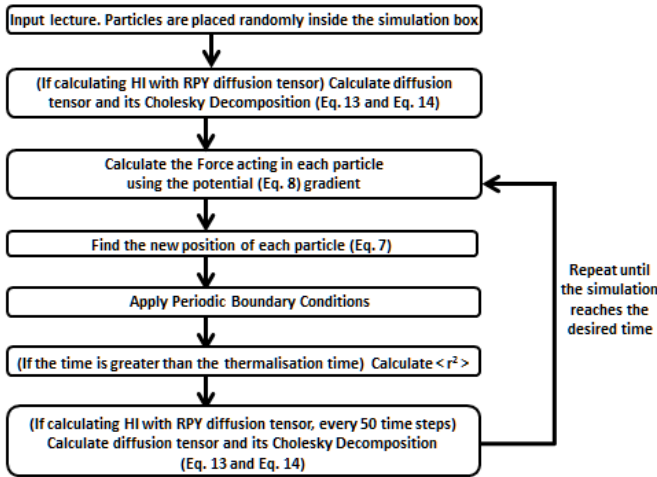 Input lecture. Particles are placed randomly inside the simulation box
(If calculating HI with RPY diffusion tensor) Calculate diffusion
tensor and its Cholesky Decomposition (Eq. 13 and Eq. 14)
Calculate the Force acting in each particle
using the potential (Eq. 8) gradient
Find the new position of each particle (Eq. 7)
Apply Periodic Boundary Conditions
(If the time is greater than the thermalisation time) Calculate < r² >
(If calculating HI with RPY diffusion tensor, every 50 time steps)
Calculate diffusion tensor and its Cholesky Decomposition
(Eq. 13 and Eq. 14)
Repeat until
the simulation
reaches the
desired time